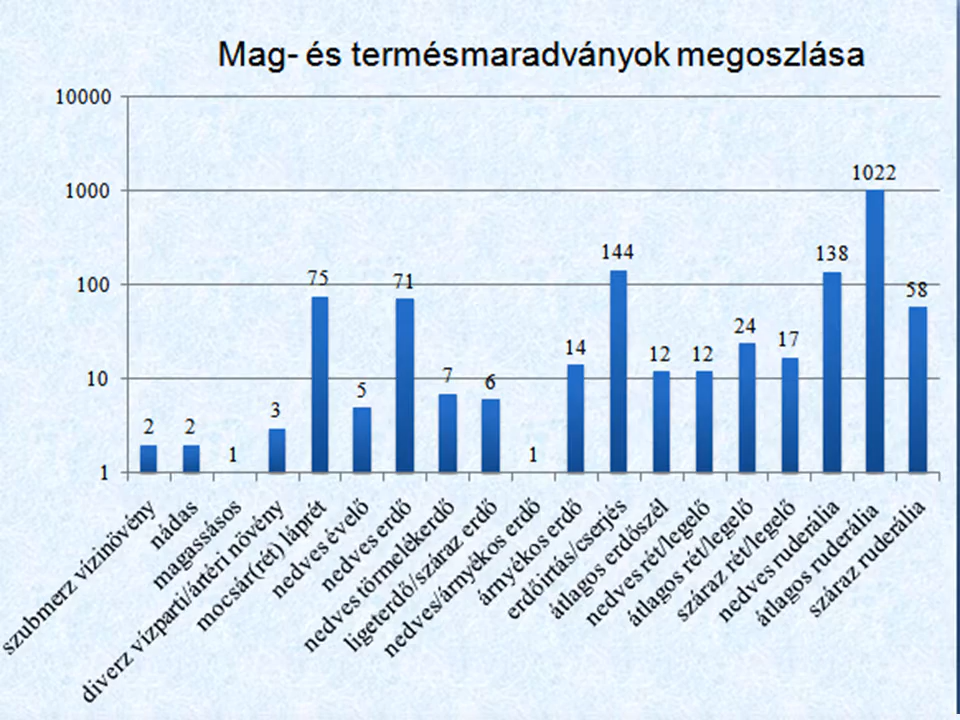 Mag- és termésmaradványok megoszlása
10000
1000
100
10
1
2
2
1
3
75
5
71
7
6
1
14
144
12
12
24
17
138
1022
58
szubmerz vízinövény
nádas
magassásos
diverz vízparti/ártéri növény
mocsár(rét) láprét
nedves évelő
nedves erdő
nedves törmelékerdő
ligeterdő/száraz erdő
nedves/árnyékos erdő
árnyékos erdő
erdőirtás/cserjés
átlagos erdőszél
nedves rét/legelő
átlagos rét/legelő
száraz rét/legelő
nedves ruderália
átlagos ruderália
száraz ruderália